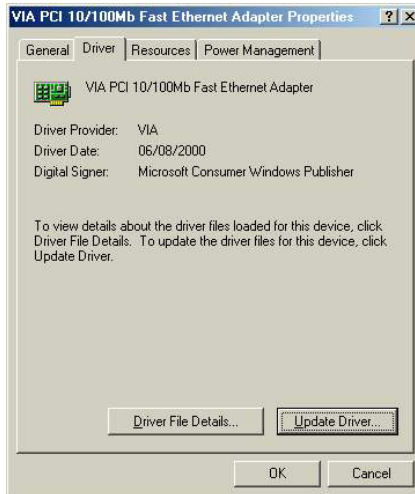 VIA PCI 10/100Mb Fast Ethernet Adapter Properties
General Driver Resources Power Management
VIA PCI 10/100Mb Fast Ethernet Adapter
Driver Provider: VIA
Driver Date: 06/08/2000
Digital Signer: Microsoft Consumer Windows Publisher
To view details about the driver files loaded for this device, click
Driver File Details. To update the driver files for this device, click
Update Driver.
Driver File Details... Update Driver...
OK Cancel